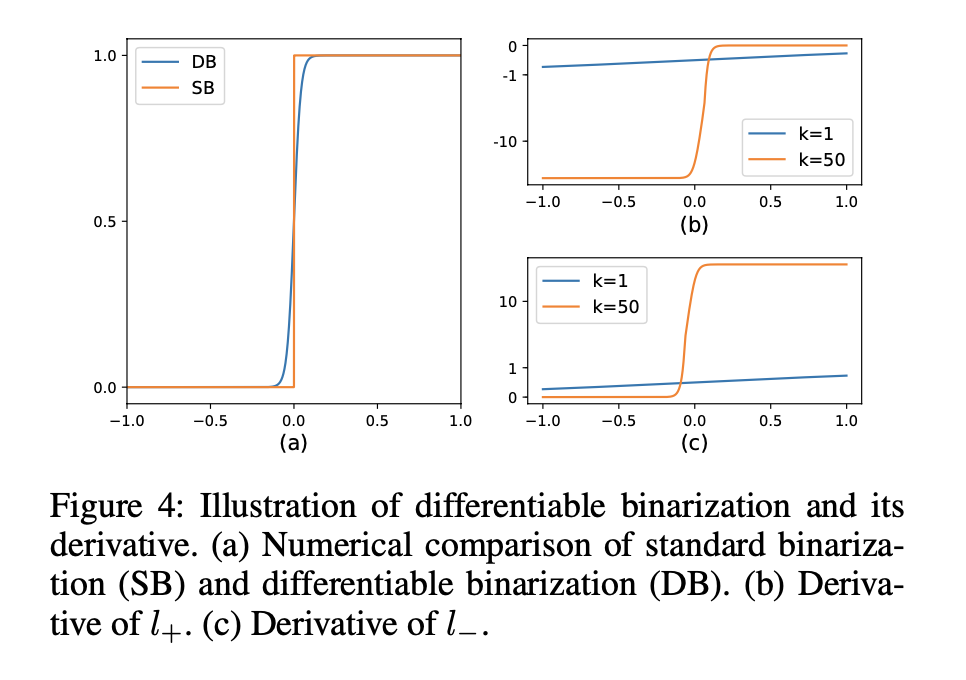 1.0
0.5
0.0
DB
SB
−1.0 −0.5 0.0 0.5 1.0
(a)
0
-1
-10
k=1
k=50
−1.0 −0.5 0.0 0.5 1.0
(b)
k=1
k=50
10
1
0
−1.0 −0.5 0.0 0.5 1.0
(c)
Figure 4: Illustration of differentiable binarization and its
derivative. (a) Numerical comparison of standard binariza-
tion (SB) and differentiable binarization (DB). (b) Deriva-
tive of l₊. (c) Derivative of l₋.